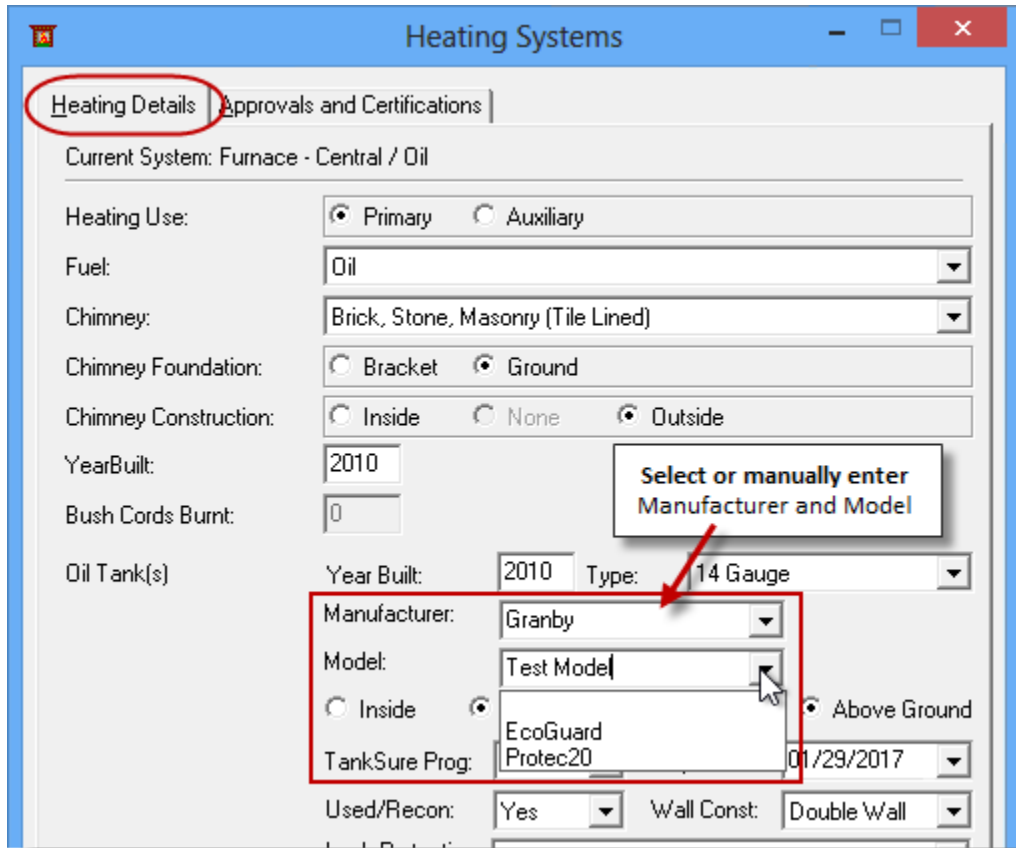 Heating Systems
Heating Details Approvals and Certifications
Current System: Furnace - Central / Oil
Heating Use: Primary Auxiliary
Fuel: Oil
Chimney: Brick, Stone, Masonry (Tile Lined)
Chimney Foundation: Bracket Ground
Chimney Construction: Inside None Outside
YearBuilt: 2010
Select or manually enter
Manufacturer and Model
Bush Cords Burnt: 0
Oil Tank(s) Year Built: 2010 Type: 14 Gauge
Manufacturer: Granby
Model: Test Model
Inside Above Ground
EcoGuard
Protec20
TankSure Prog: 01/29/2017
Used/Recon: Yes Wall Const: Double Wall